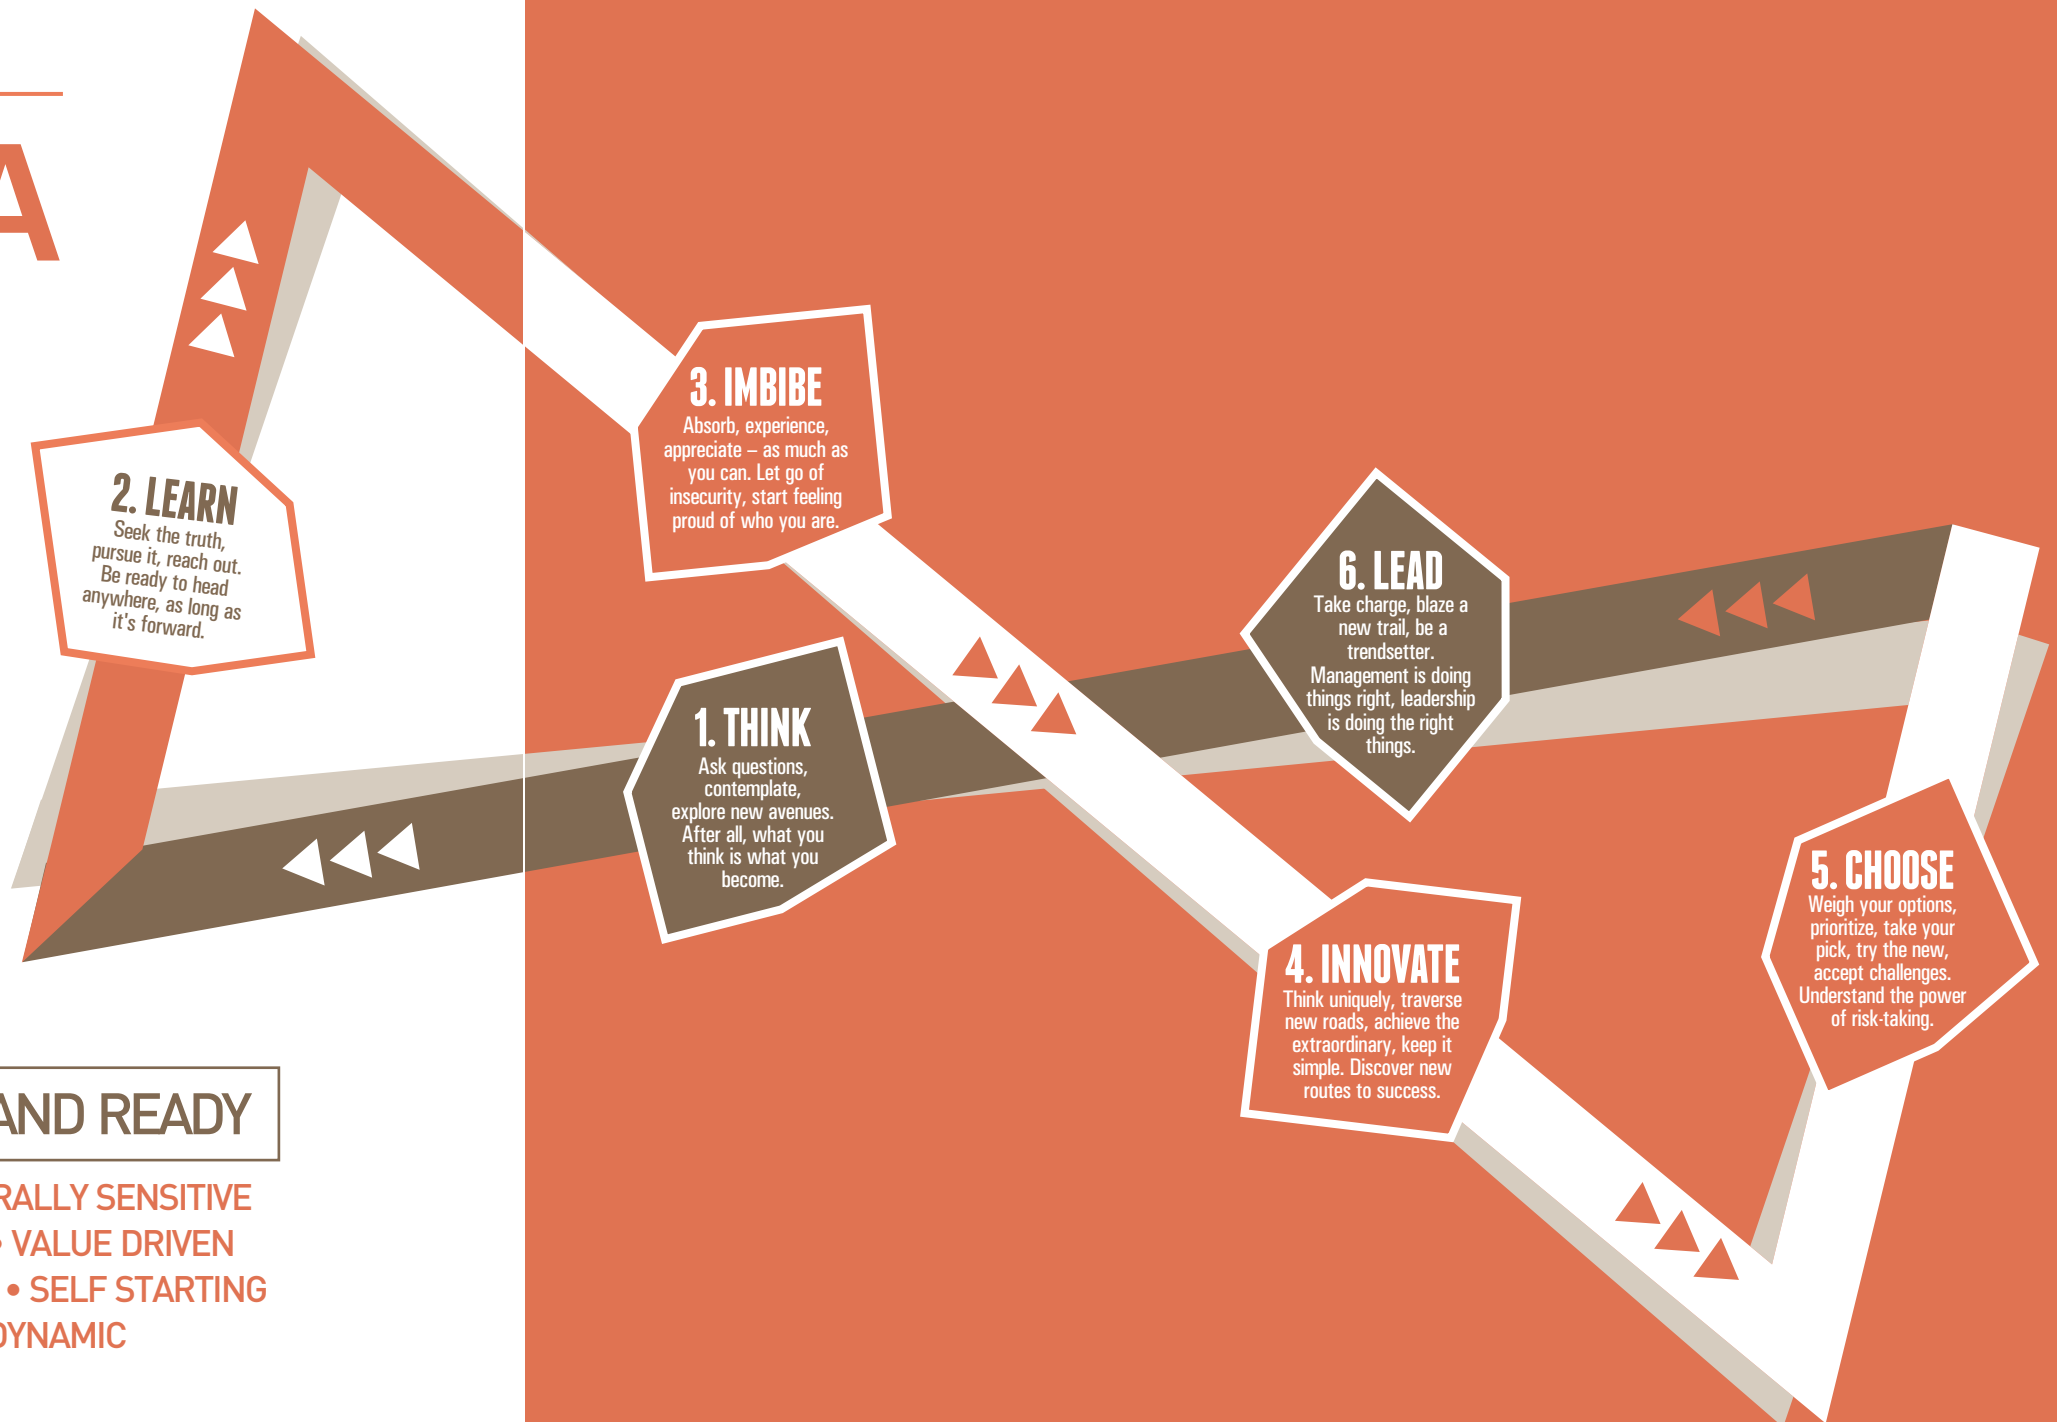 A
2. LEARN
Seek the truth,
pursue it, reach out.
Be ready to head
anywhere, as long as
it's forward.
3. IMBIBE
Absorb, experience,
appreciate – as much as
you can. Let go of
insecurity, start feeling
proud of who you are.
1. THINK
Ask questions,
contemplate,
explore new avenues.
After all, what you
think is what you
become.
6. LEAD
Take charge, blaze a
new trail, be a
trendsetter.
Management is doing
things right, leadership
is doing the right
things.
4. INNOVATE
Think uniquely, traverse
new roads, achieve the
extraordinary, keep it
simple. Discover new
routes to success.
5. CHOOSE
Weigh your options,
prioritize, take your
pick, try the new,
accept challenges.
Understand the power
of risk-taking.
AND READY
RALLY SENSITIVE
• VALUE DRIVEN
• SELF STARTING
DYNAMIC